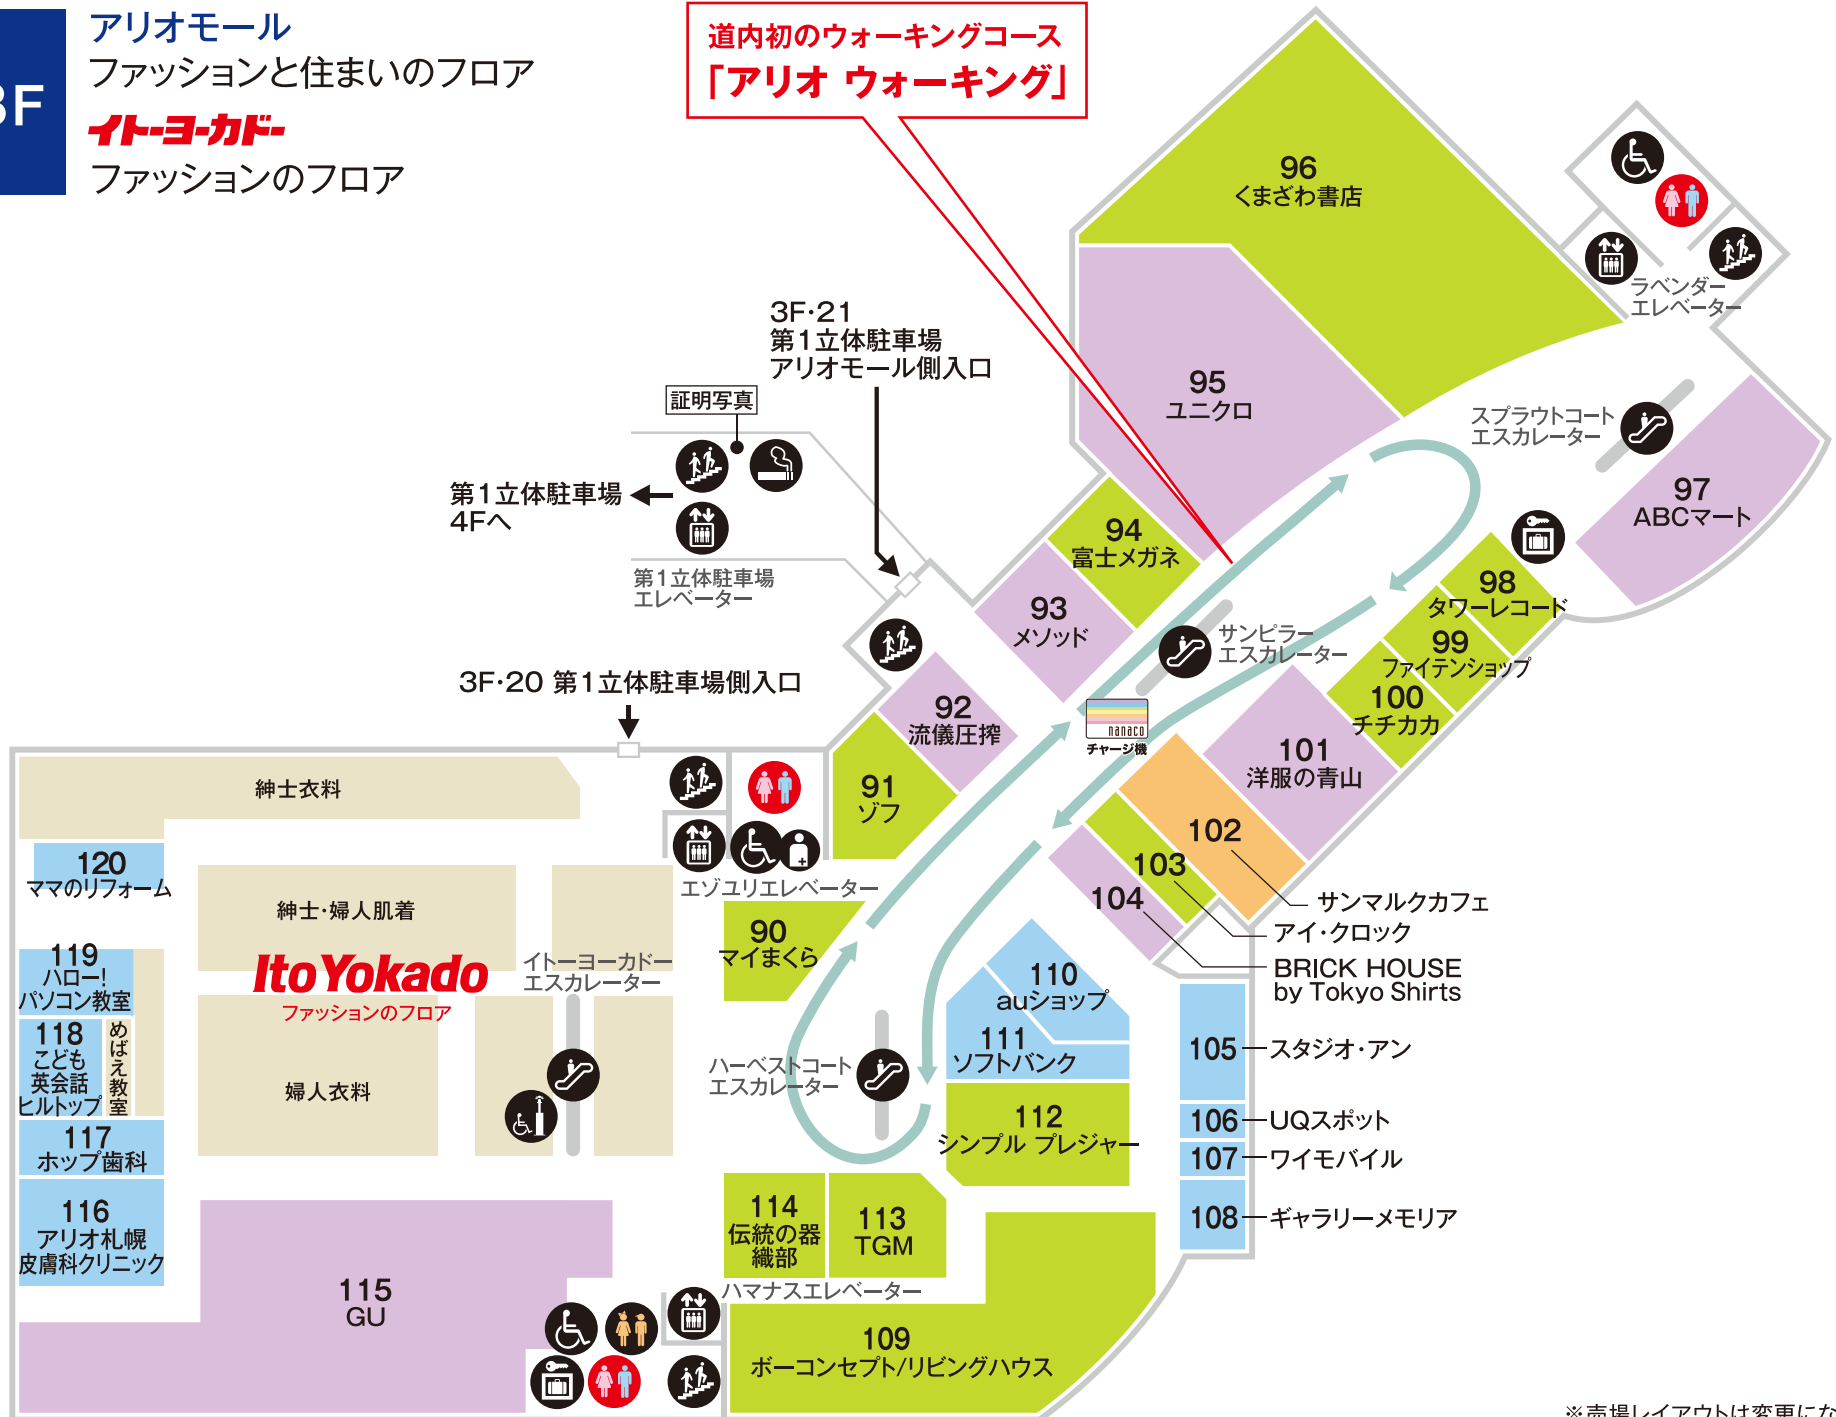 3F
アリオモール
ファッションと住まいのフロア
イトーヨーカドー
ファッションのフロア
道内初のウォーキングコース
「アリオ ウォーキング」
96
くまざわ書店
ラベンダー
エレベーター
95
ユニクロ
3F・21
第1立体駐車場
アリオモール側入口
証明写真
第1立体駐車場
4Fへ
第1立体駐車場
エレベーター
スプラウトコート
エスカレーター
97
ABCマート
94
富士メガネ
93
メソッド
98
タワーレコード
99
ファイテンショップ
100
チチカカ
サンピラー
エスカレーター
3F・20 第1立体駐車場側入口
92
流儀圧搾
nanaco
チャージ機
101
洋服の青山
91
ゾフ
102
サンマルクカフェ
103
アイ・クロック
104
BRICK HOUSE
by Tokyo Shirts
紳士衣料
120
ママのリフォーム
紳士・婦人肌着
エゾユリエレベーター
90
マイまくら
119
ハロー!
パソコン教室
Ito Yokado
ファッションのフロア
イトーヨーカドー
エスカレーター
110
auショップ
111
ソフトバンク
118
こども
英会話
ヒルトップ
めばえ教室
婦人衣料
ハーベストコート
エスカレーター
105
スタジオ・アン
112
シンプル プレジャー
106
UQスポット
107
ワイモバイル
108
ギャラリーメモリア
117
ホップ歯科
116
アリオ札幌
皮膚科クリニック
114
伝統の器
織部
113
TGM
115
GU
ハマナスエレベーター
109
ボーコンセプト/リビングハウス
※売場レイアウトは変更にな